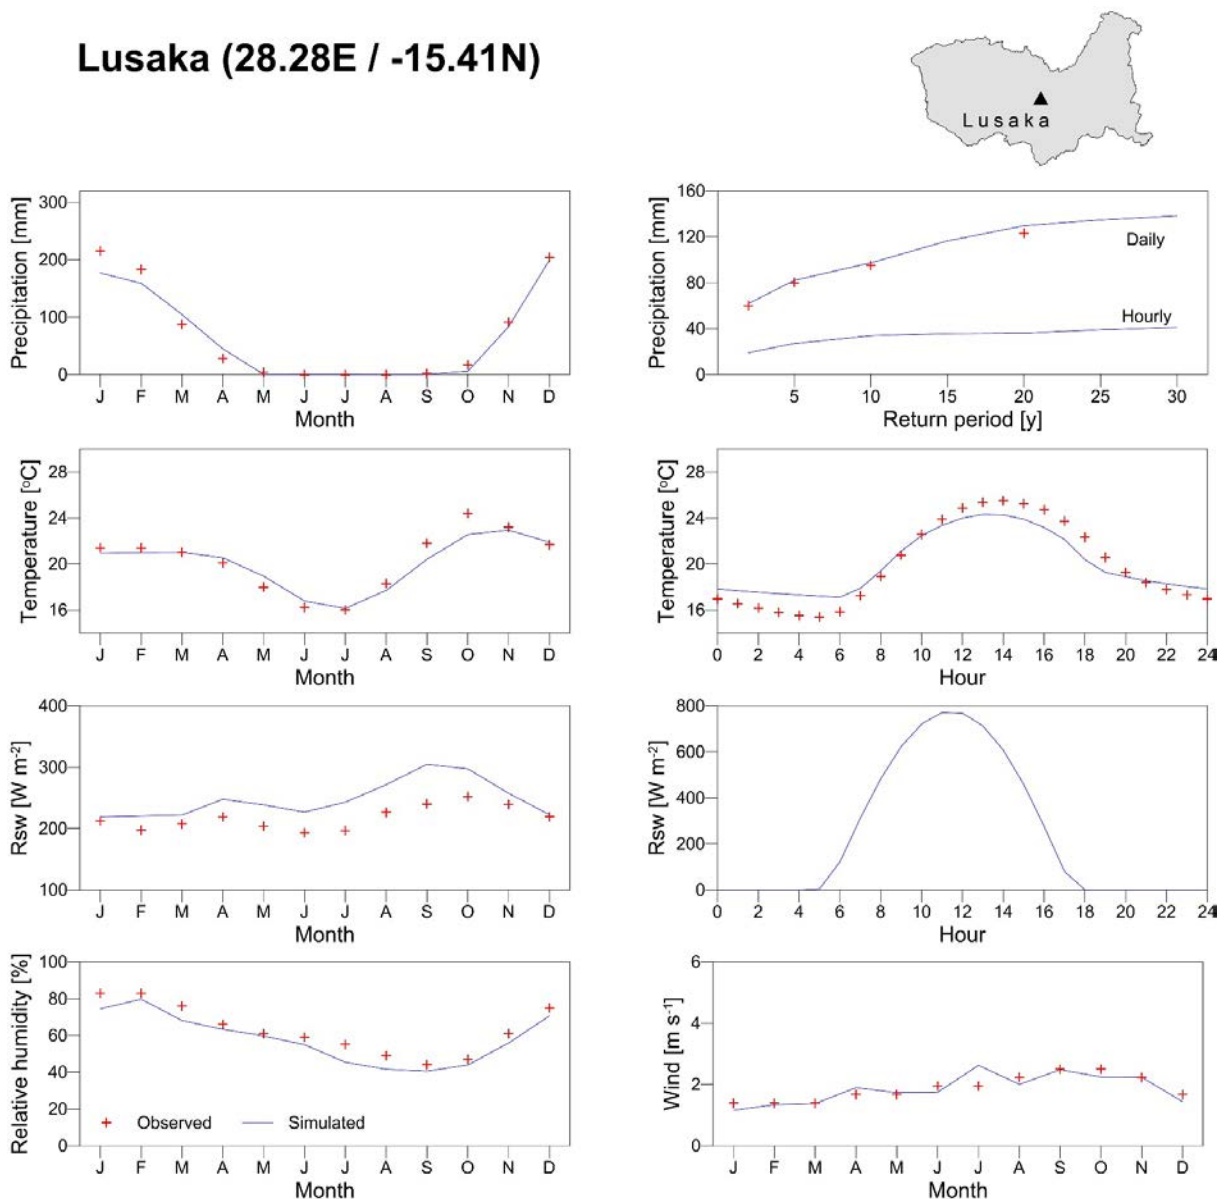 Lusaka (28.28E / -15.41N)
Lusaka
Precipitation [mm]
300
200
100
0
J F M A M J J A S O N D
Month
Precipitation [mm]
160
120
80
40
0
Daily
Hourly
5 10 15 20 25 30
Return period [y]
Temperature [°C]
28
24
20
16
J F M A M J J A S O N D
Month
Temperature [°C]
28
24
20
16
0 2 4 6 8 10 12 14 16 18 20 22 24
Hour
Rsw [W m-2]
400
300
200
100
J F M A M J J A S O N D
Month
Rsw [W m-2]
800
600
400
200
0
0 2 4 6 8 10 12 14 16 18 20 22 24
Hour
Relative humidity [%]
100
80
60
40
20
0
Observed Simulated
J F M A M J J A S O N D
Month
Wind [m s-1]
6
4
2
0
J F M A M J J A S O N D
Month